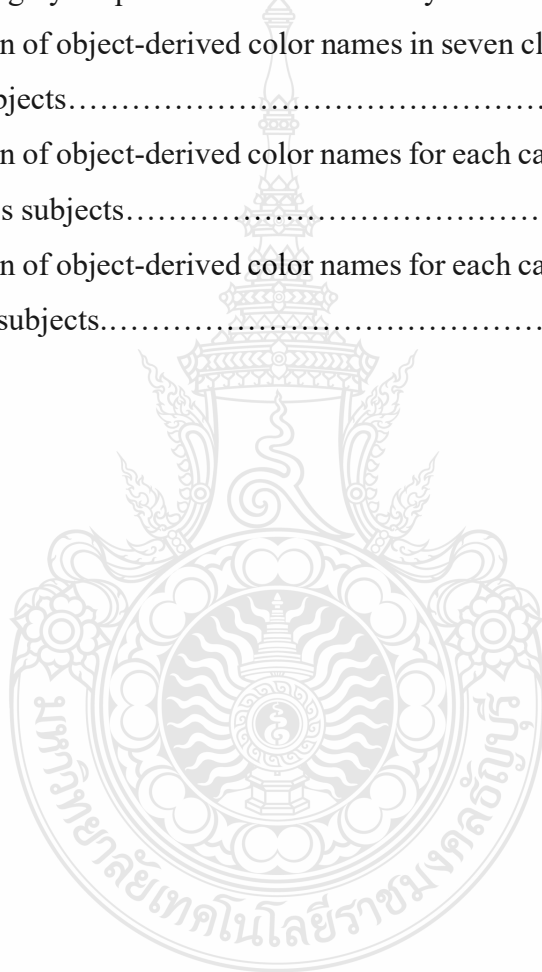 n of object-derived color names in seven cl
ojects……………………………………………
n of object-derived color names for each ca
s subjects……………………………………
n of object-derived color names for each ca
subjects.……………………………………
มหาวิทยาลัยเทคโนโลยีราชมงคลธัญบุรี